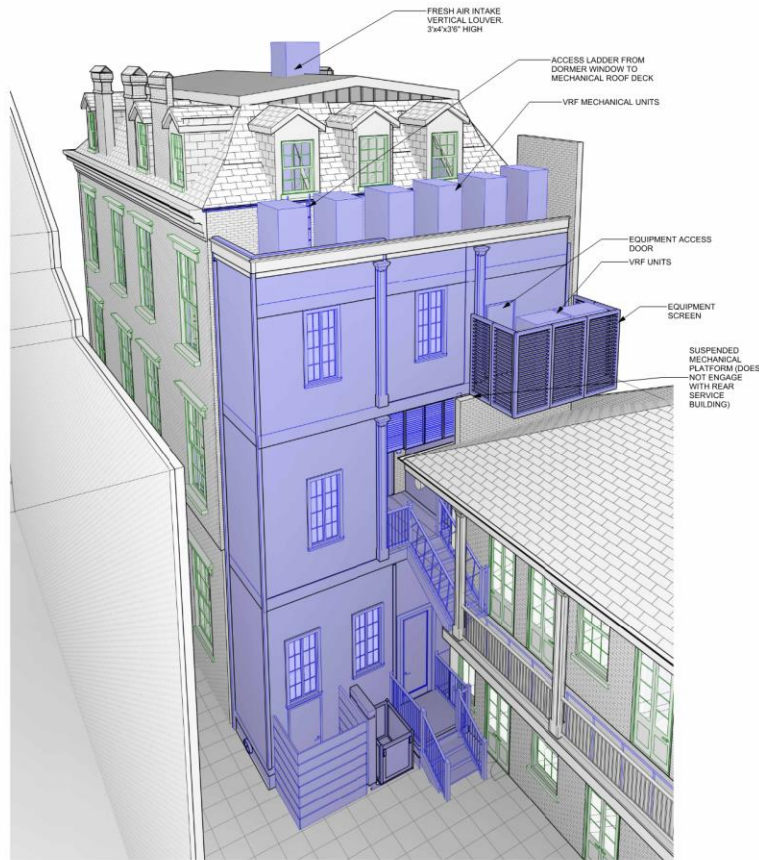 FRESH AIR INTAKE
VERTICAL LOUVER.
3'x4'x3'6" HIGH
ACCESS LADDER FROM
DORMER WINDOW TO
MECHANICAL ROOF DECK
VRF MECHANICAL UNITS
EQUIPMENT ACCESS
DOOR
VRF UNITS
EQUIPMENT
SCREEN
SUSPENDED
MECHANICAL
PLATFORM (DOES
NOT ENGAGE
WITH REAR
SERVICE
BUILDING)